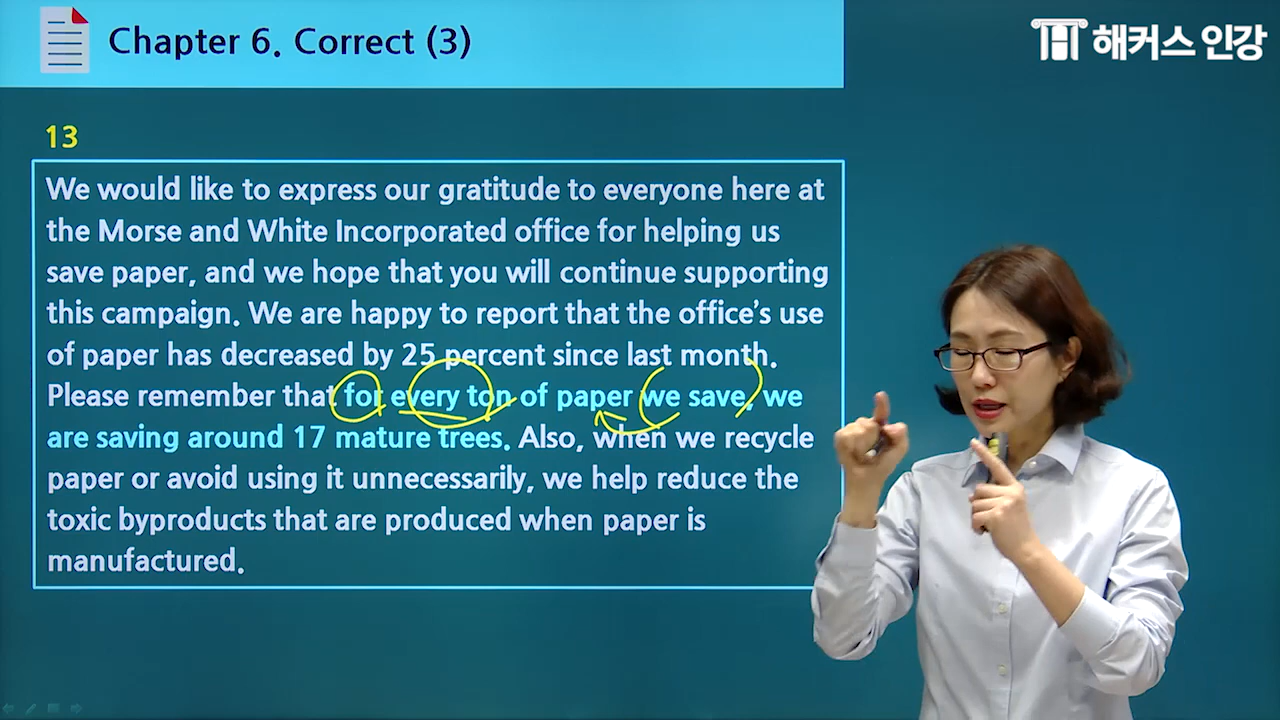 Chapter 6. Correct (3)
해커스 인강
13
We would like to express our gratitude to everyone here at
the Morse and White Incorporated office for helping us
save paper, and we hope that you will continue supporting
this campaign. We are happy to report that the office's use
of paper has decreased by 25 percent since last month.
Please remember that for every ton of paper we save, we
are saving around 17 mature trees. Also, when we recycle
paper or avoid using it unnecessarily, we help reduce the
toxic byproducts that are produced when paper is
manufactured.